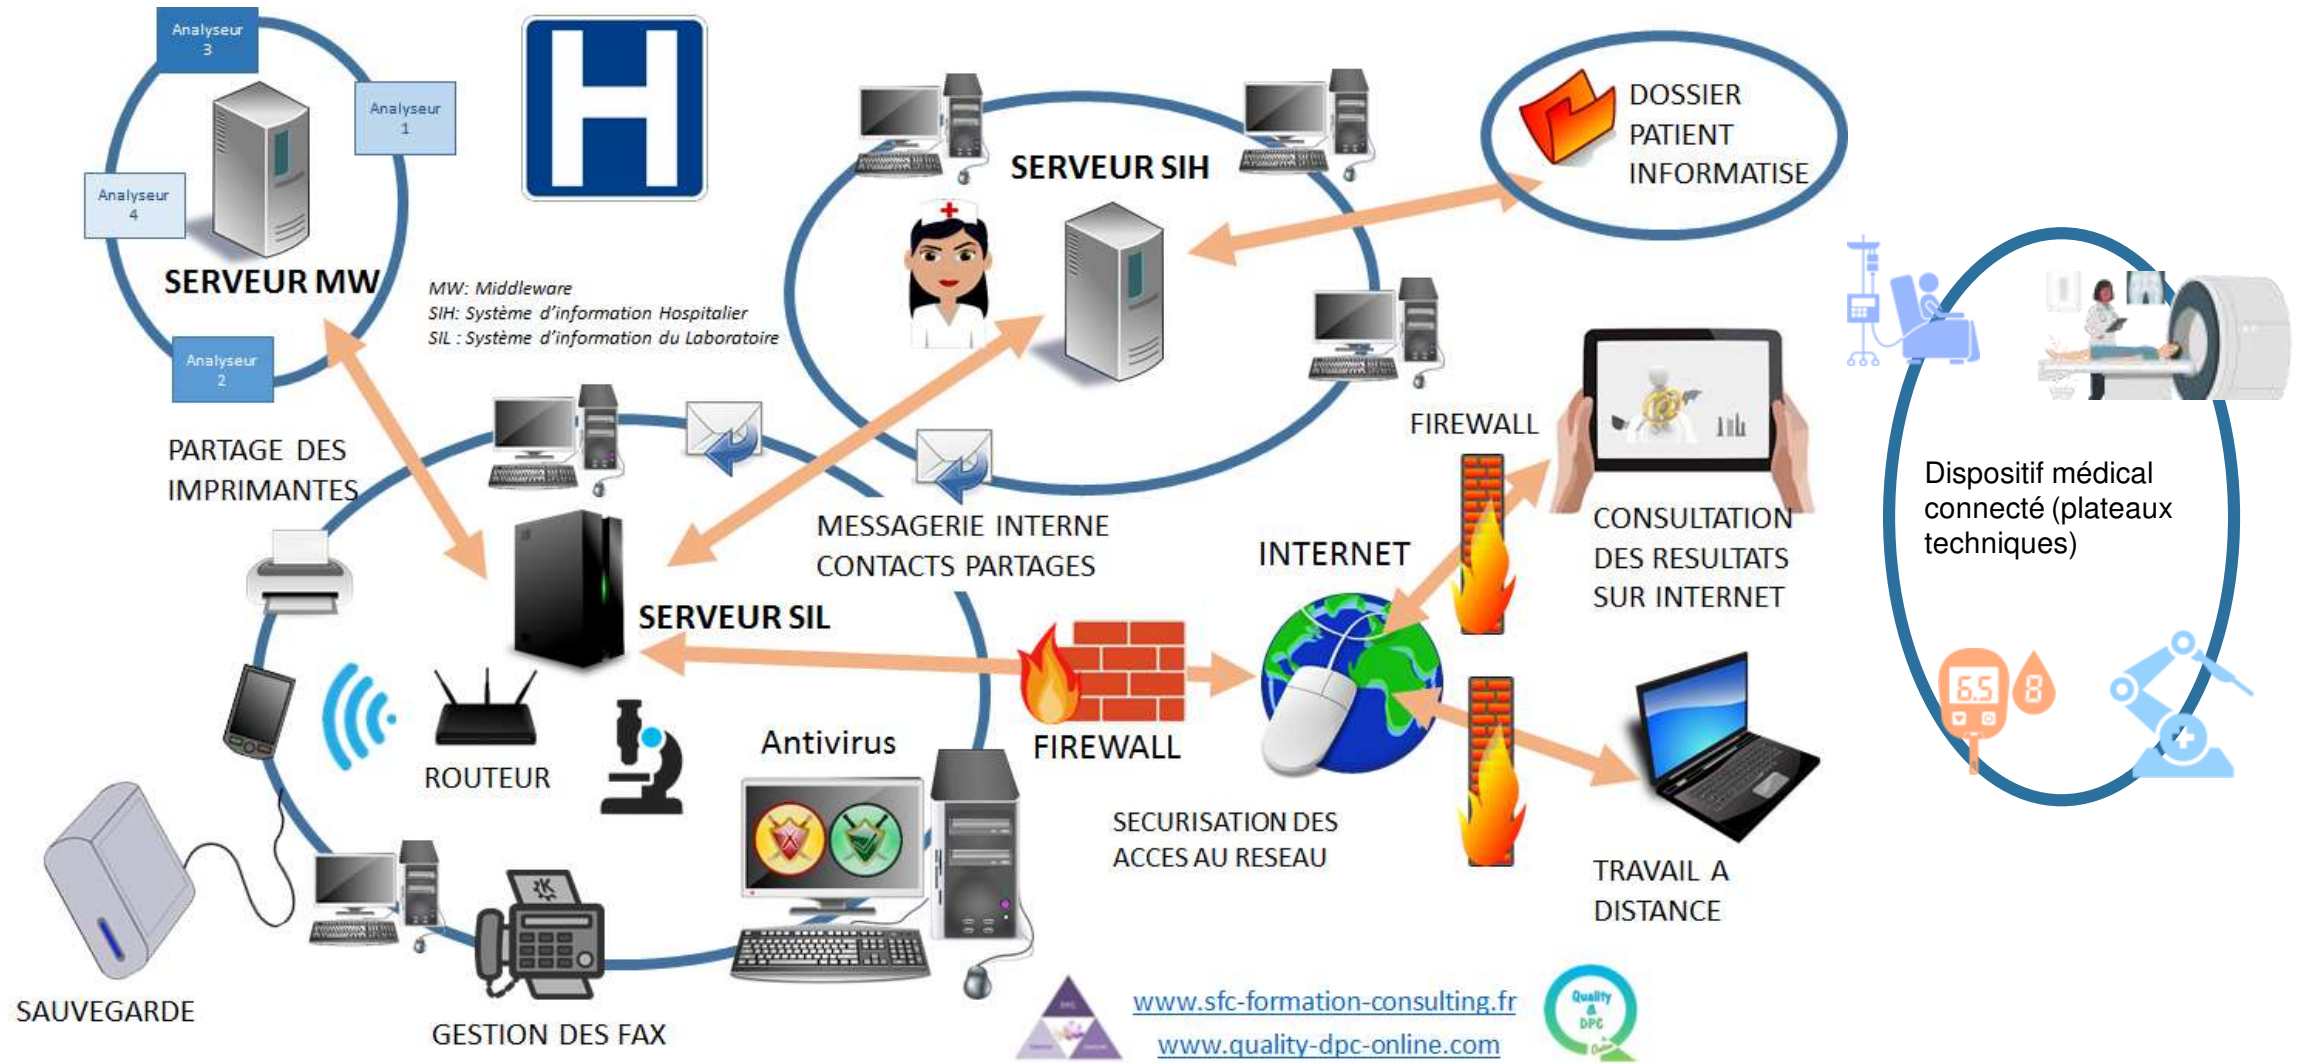 Analyseur
3
Analyseur
1
Analyseur
4
SERVEUR MW
Analyseur
2
H
MW: Middleware
SIH: Système d'information Hospitalier
SIL : Système d'information du Laboratoire
SERVEUR SIH
DOSSIER
PATIENT
INFORMATISE
PARTAGE DES
IMPRIMANTES
MESSAGERIE INTERNE
CONTACTS PARTAGES
SERVEUR SIL
ROUTEUR
Antivirus
FIREWALL
INTERNET
FIREWALL
CONSULTATION
DES RESULTATS
SUR INTERNET
Dispositif médical
connecté (plateaux
techniques)
6.5
8
SECURISATION DES
ACCES AU RESEAU
TRAVAIL A
DISTANCE
SAUVEGARDE
GESTION DES FAX
www.sfc-formation-consulting.fr
www.quality-dpc-online.com
Quality
&
DPC
Online